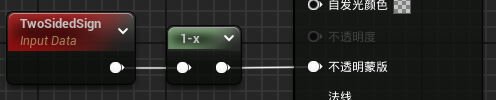 TwoSidedSign
Input Data
1-x
自发光颜色
不透明度
不透明蒙版
法线